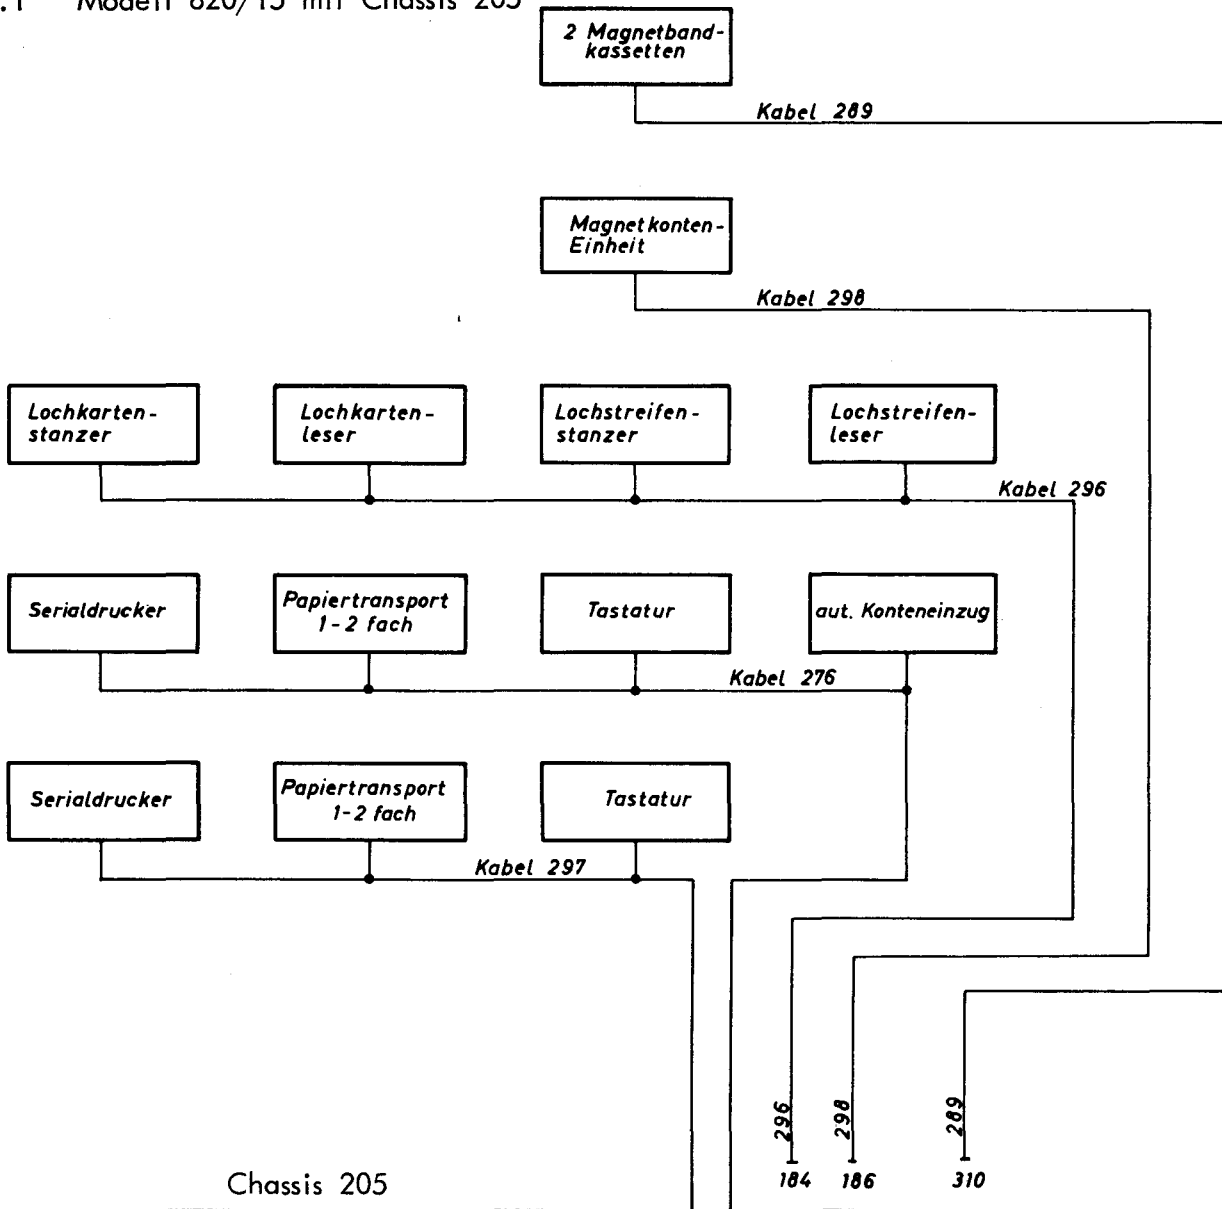 .1 Modell 820/15 mit Chassis 205
2 Magnetband-
kassetten
Kabel 289
Magnetkonten-
Einheit
Kabel 298
Lochkarten-
stanzer
Lochkarten-
leser
Lochstreifen-
stanzer
Lochstreifen-
leser
Kabel 296
Serialdrucker
Papiertransport
1-2 fach
Tastatur
aut. Konteneinzug
Kabel 276
Serialdrucker
Papiertransport
1-2 fach
Tastatur
Kabel 297
296
298
289
184
186
310
Chassis 205